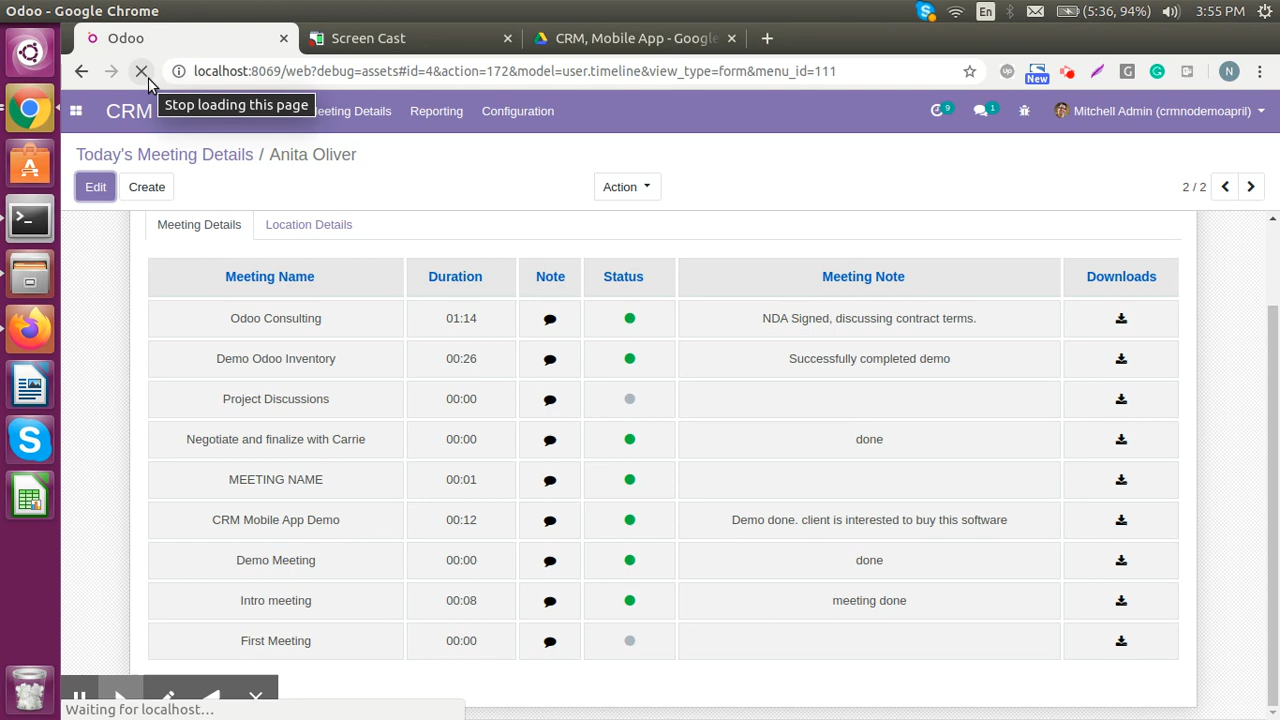 Odoo - Google Chrome En (5:36, 94%) 3:55 PM
Odoo Screen Cast CRM, Mobile App - Google
localhost:8069/web?debug=assets#id=4&action=172&model=user.timeline&view_type=form&menu_id=111 New N
Stop loading this page
CRM eeting Details Reporting Configuration 9 1 Mitchell Admin (crmnodemoapril)
Today's Meeting Details / Anita Oliver
Edit Create Action 2 / 2
Meeting Details Location Details
Meeting Name Duration Note Status Meeting Note Downloads
Odoo Consulting 01:14 NDA Signed, discussing contract terms.
Demo Odoo Inventory 00:26 Successfully completed demo
Project Discussions 00:00
Negotiate and finalize with Carrie 00:00 done
MEETING NAME 00:01
CRM Mobile App Demo 00:12 Demo done. client is interested to buy this software
Demo Meeting 00:00 done
Intro meeting 00:08 meeting done
First Meeting 00:00
Waiting for localhost...